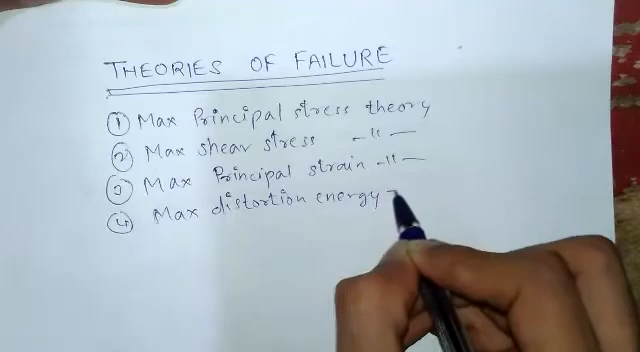 THEORIES OF FAILURE
① Max Principal stress theory
② Max shear stress -"-
③ Max Principal strain -"-
④ Max distortion energy -